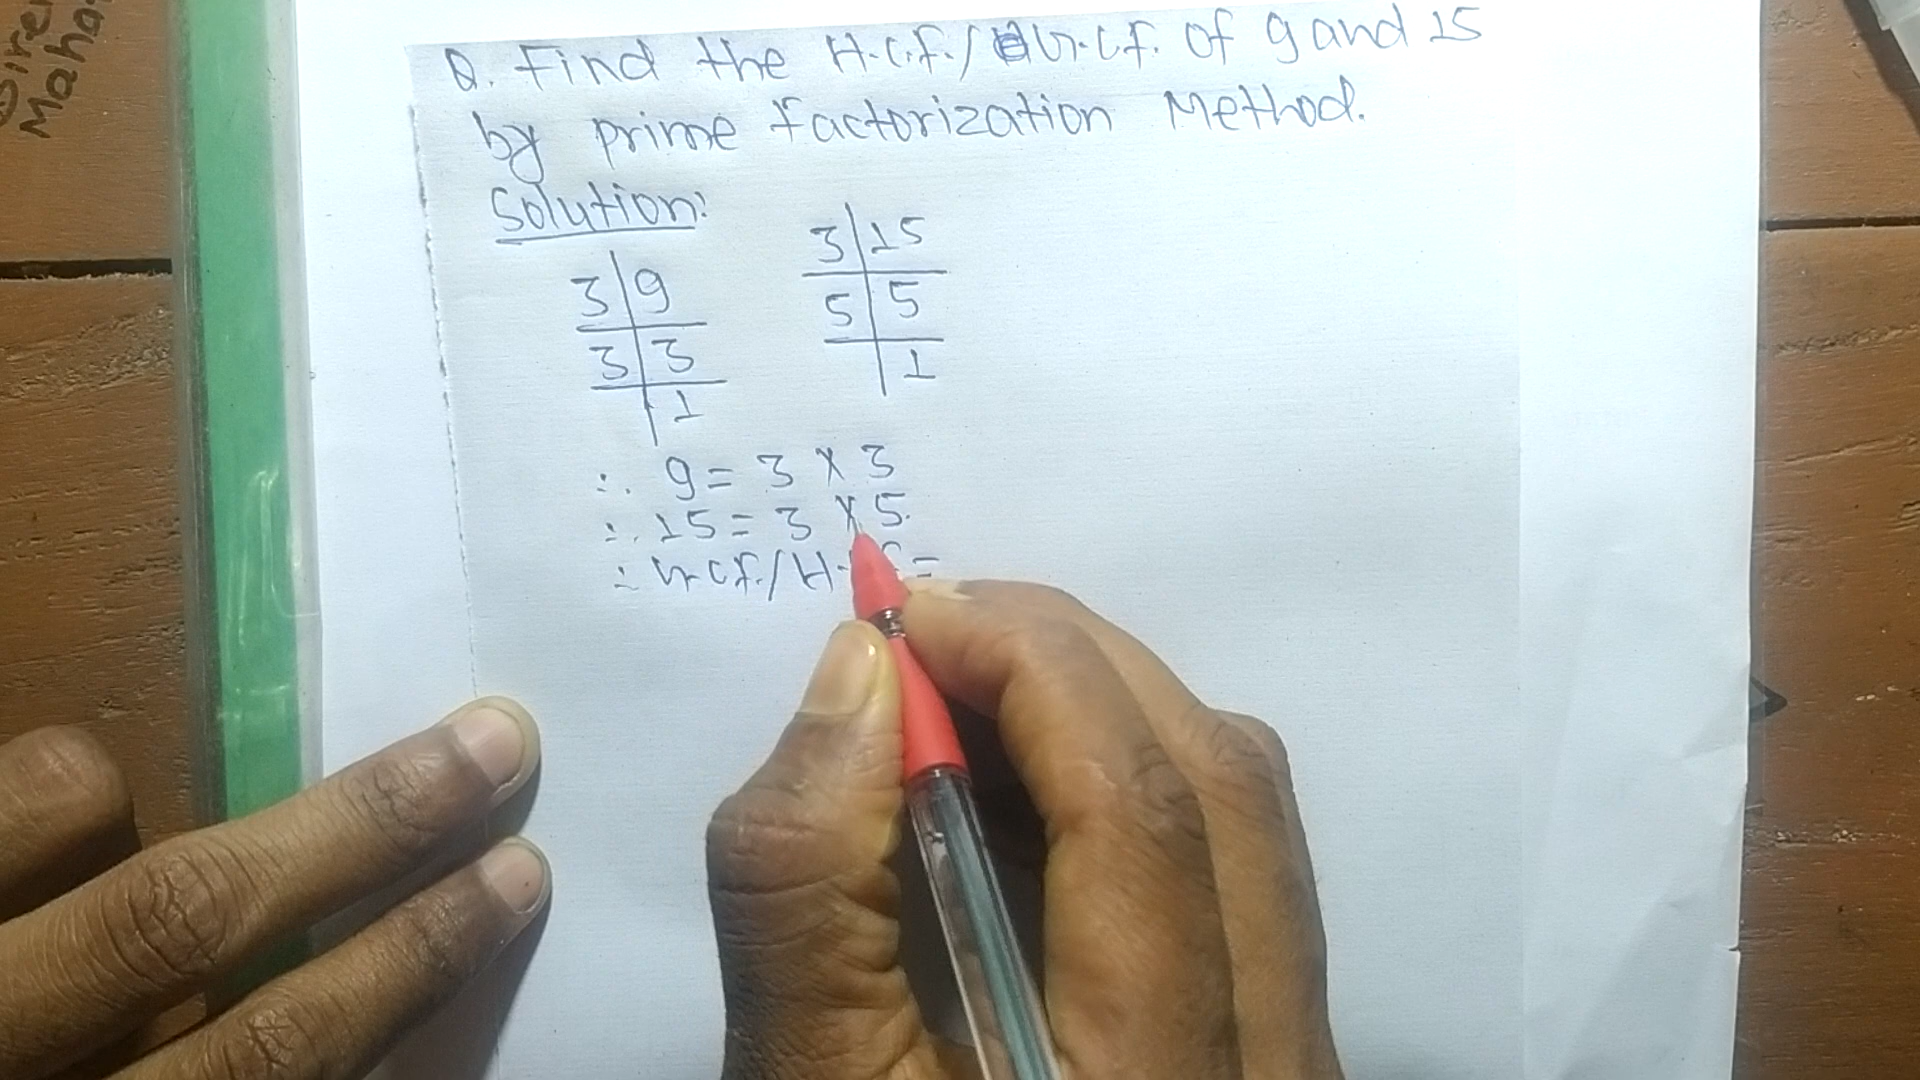 Q. Find the H.C.f./G.C.f. of 9 and 15
by prime factorization Method.
Solution:
3 | 9
3 | 3
1
3 | 15
5 | 5
1
∴ 9 = 3 × 3
∴ 15 = 3 × 5
∴ G.C.f./H.C.f =
Maha